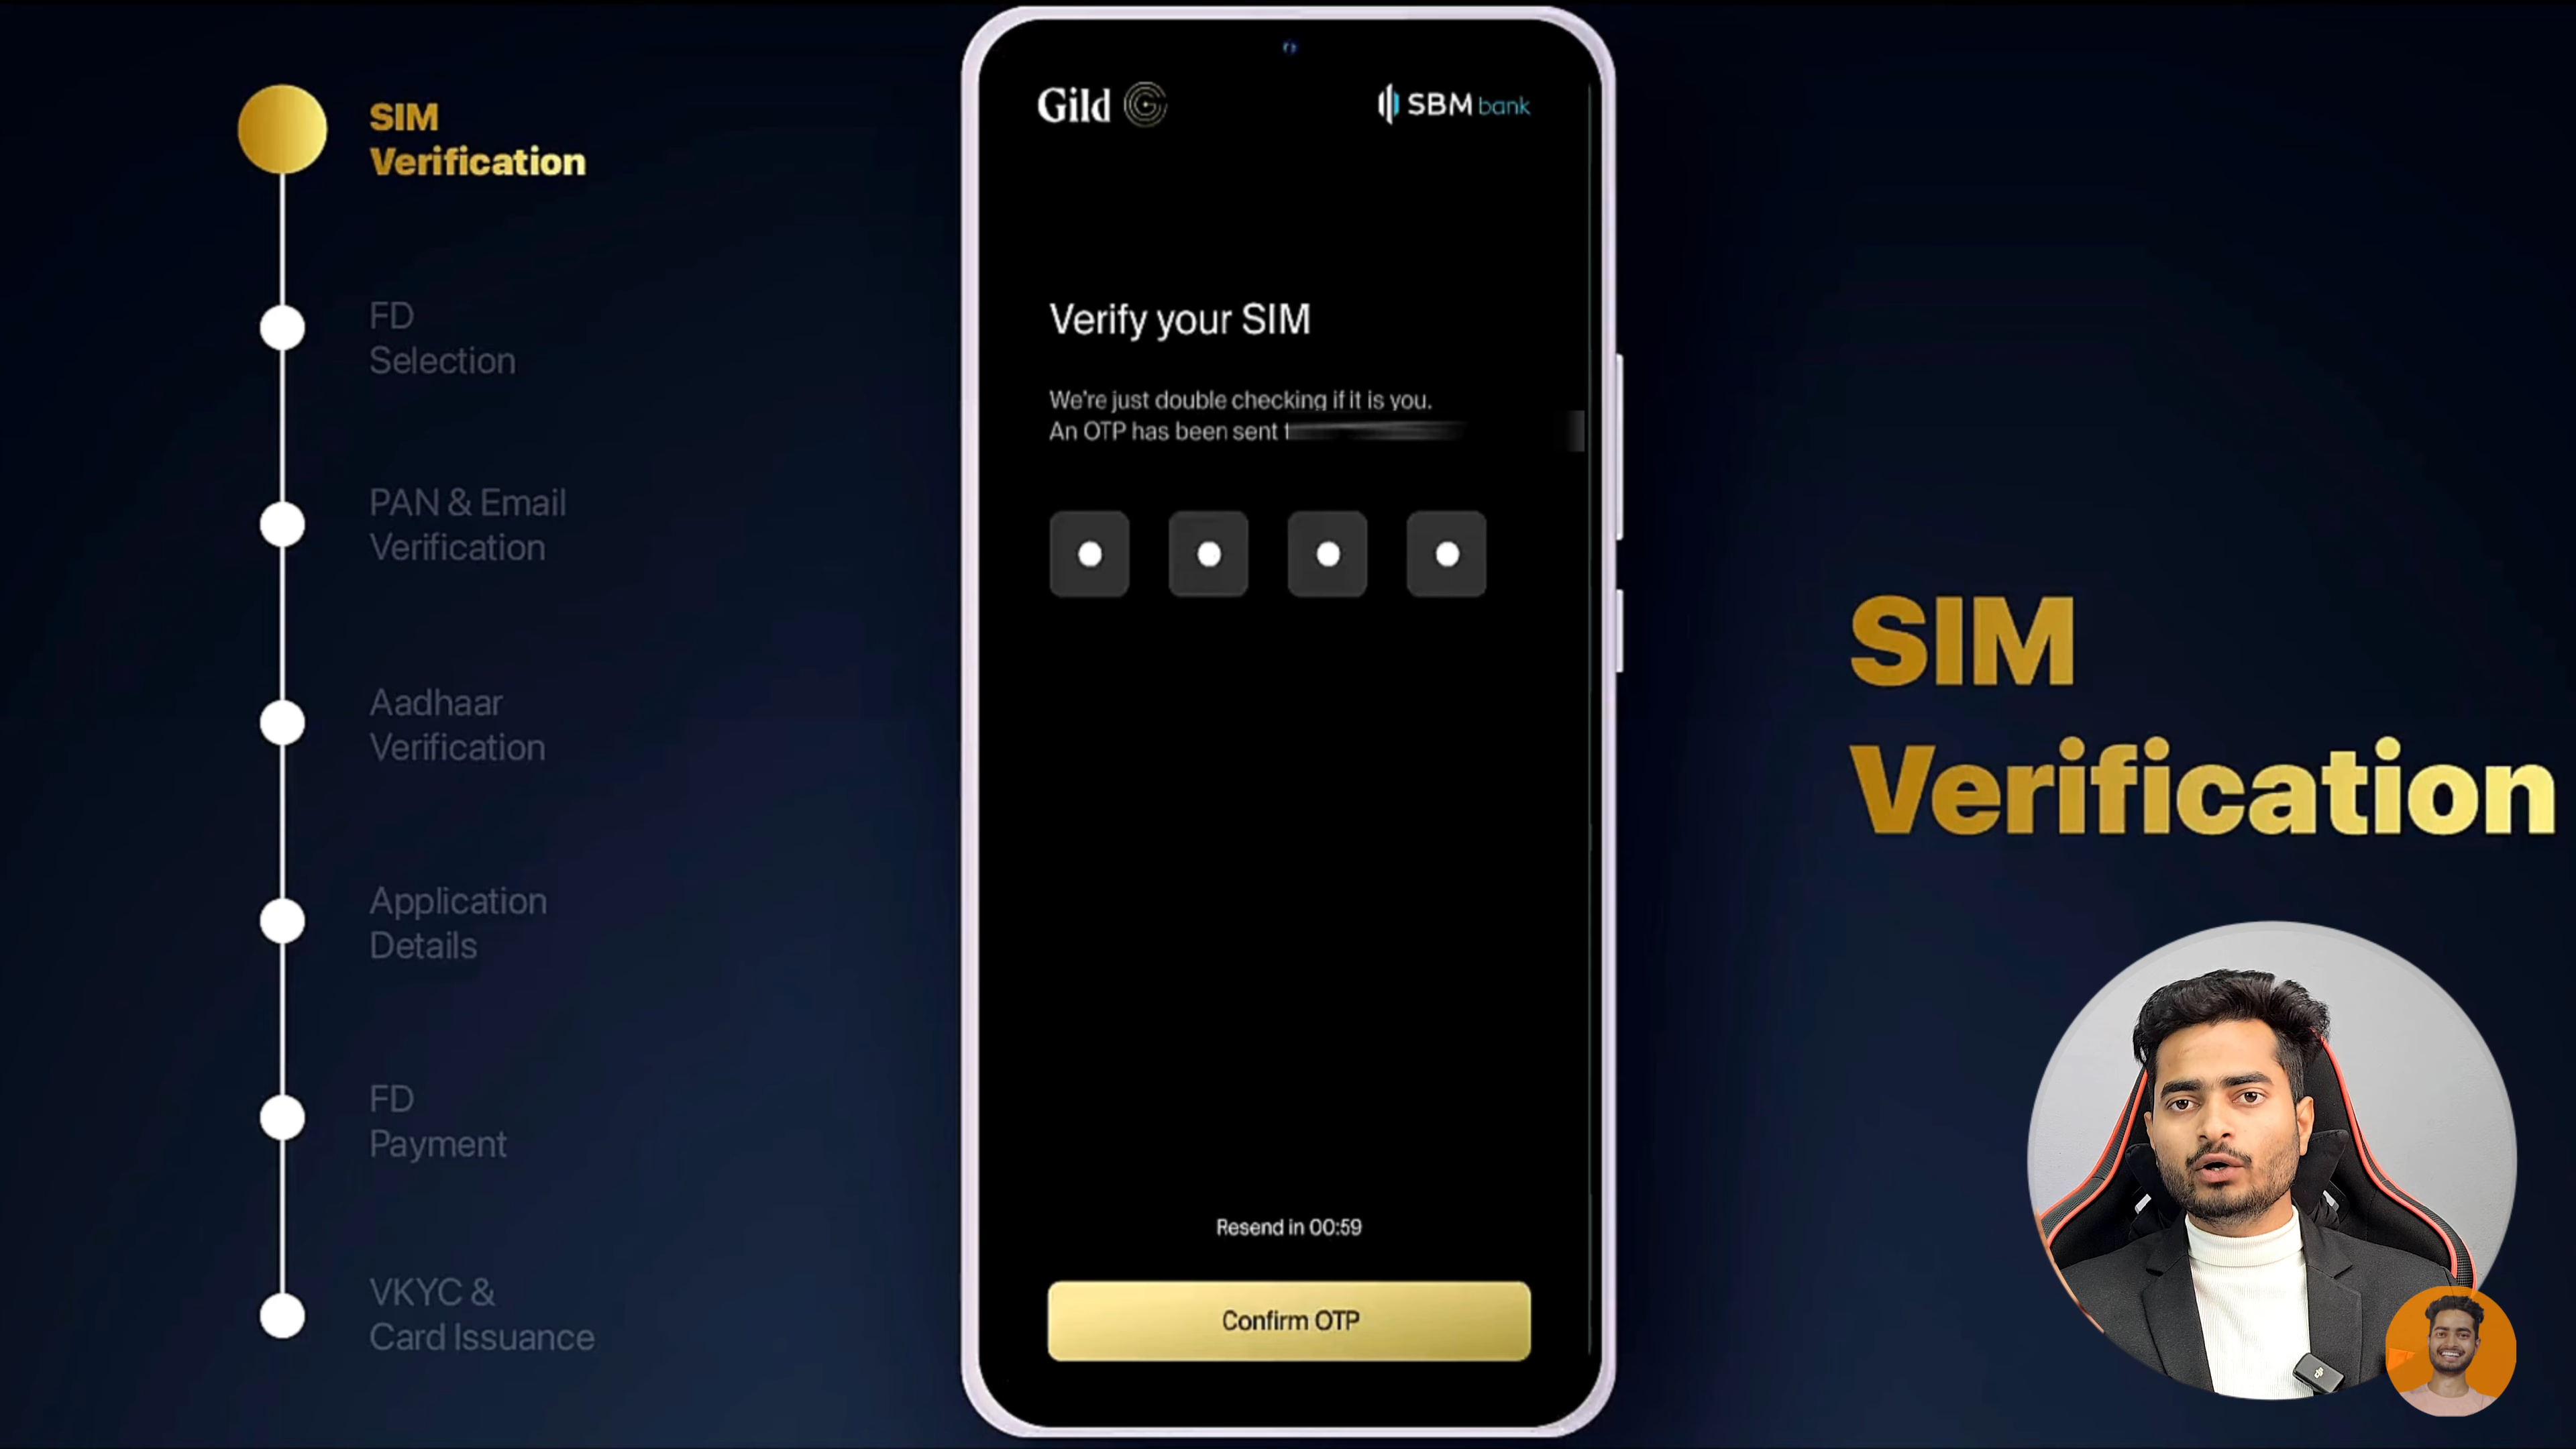 SIM
Verification
FD
Selection
PAN & Email
Verification
Aadhaar
Verification
Application
Details
FD
Payment
VKYC &
Card Issuance
Gild
SBM bank
Verify your SIM
We're just double checking if it is you.
An OTP has been sent
Resend in 00:59
Confirm OTP
SIM
Verification